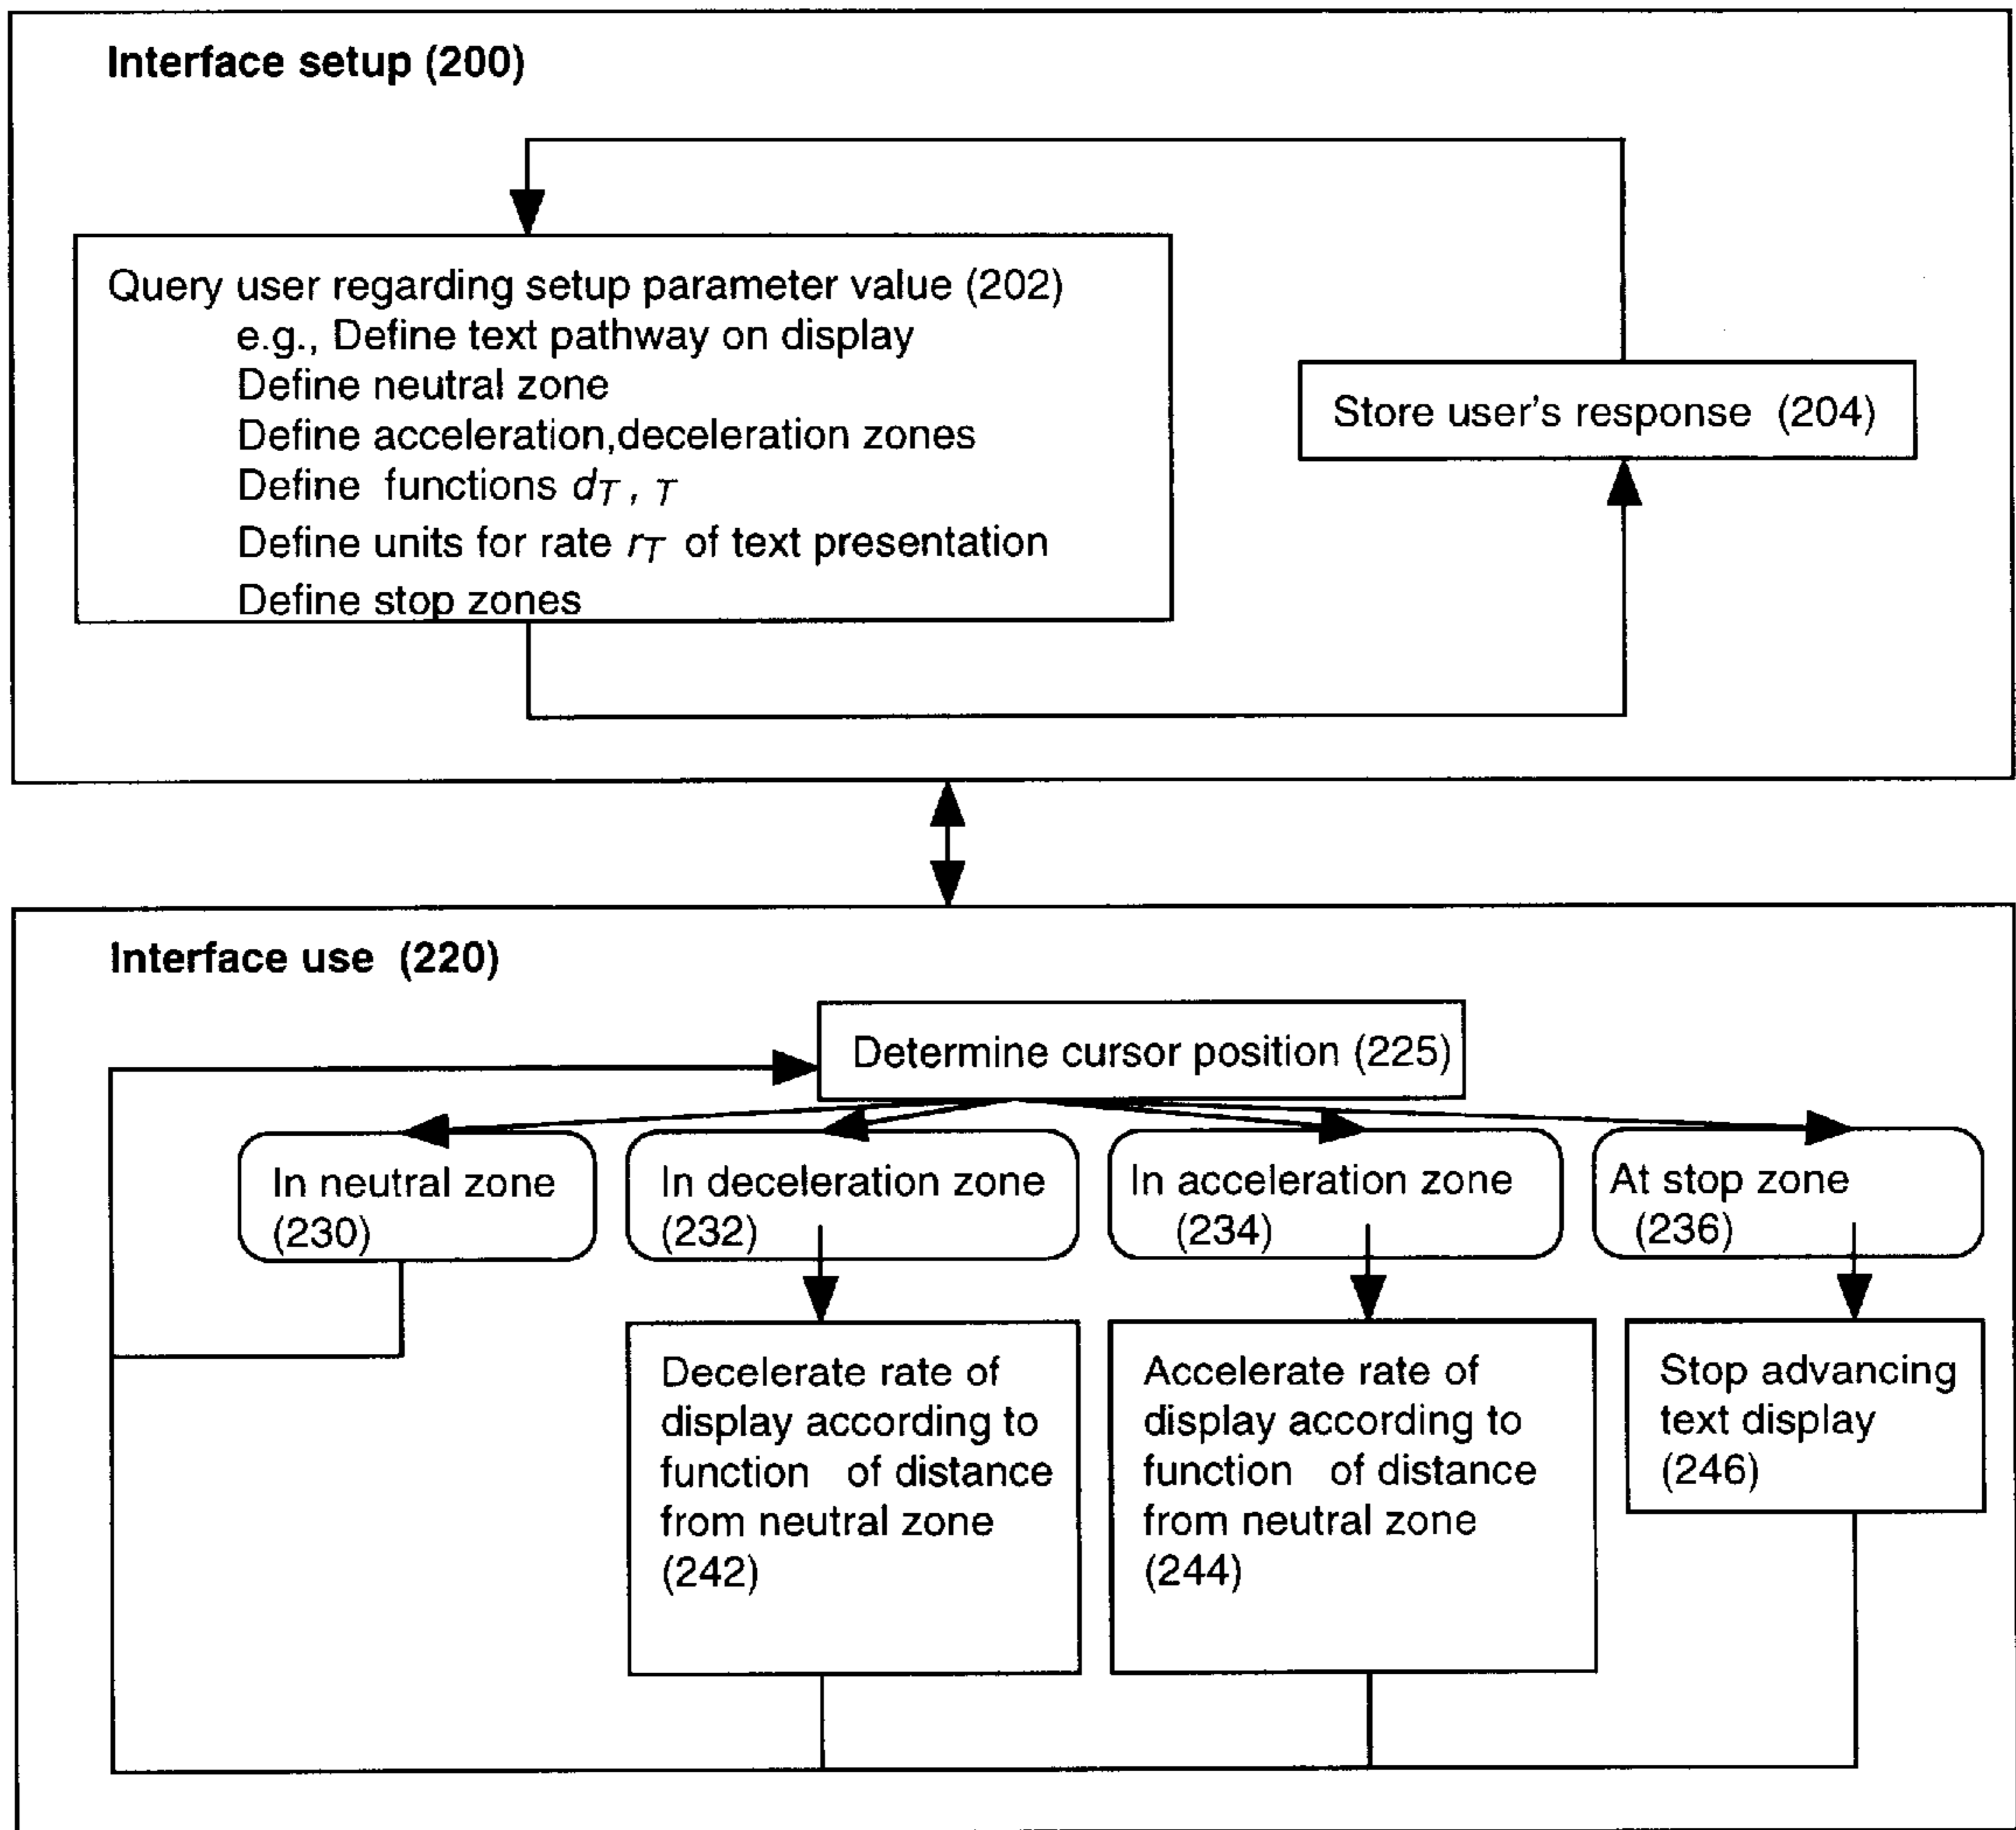 Interface setup (200)
Query user regarding setup parameter value (202)
e.g., Define text pathway on display
Define neutral zone
Define acceleration,deceleration zones
Define functions dT , T
Define units for rate rT of text presentation
Define stop zones
Store user's response (204)
Interface use (220)
Determine cursor position (225)
In neutral zone
(230)
In deceleration zone
(232)
In acceleration zone
(234)
At stop zone
(236)
Decelerate rate of
display according to
function of distance
from neutral zone
(242)
Accelerate rate of
display according to
function of distance
from neutral zone
(244)
Stop advancing
text display
(246)